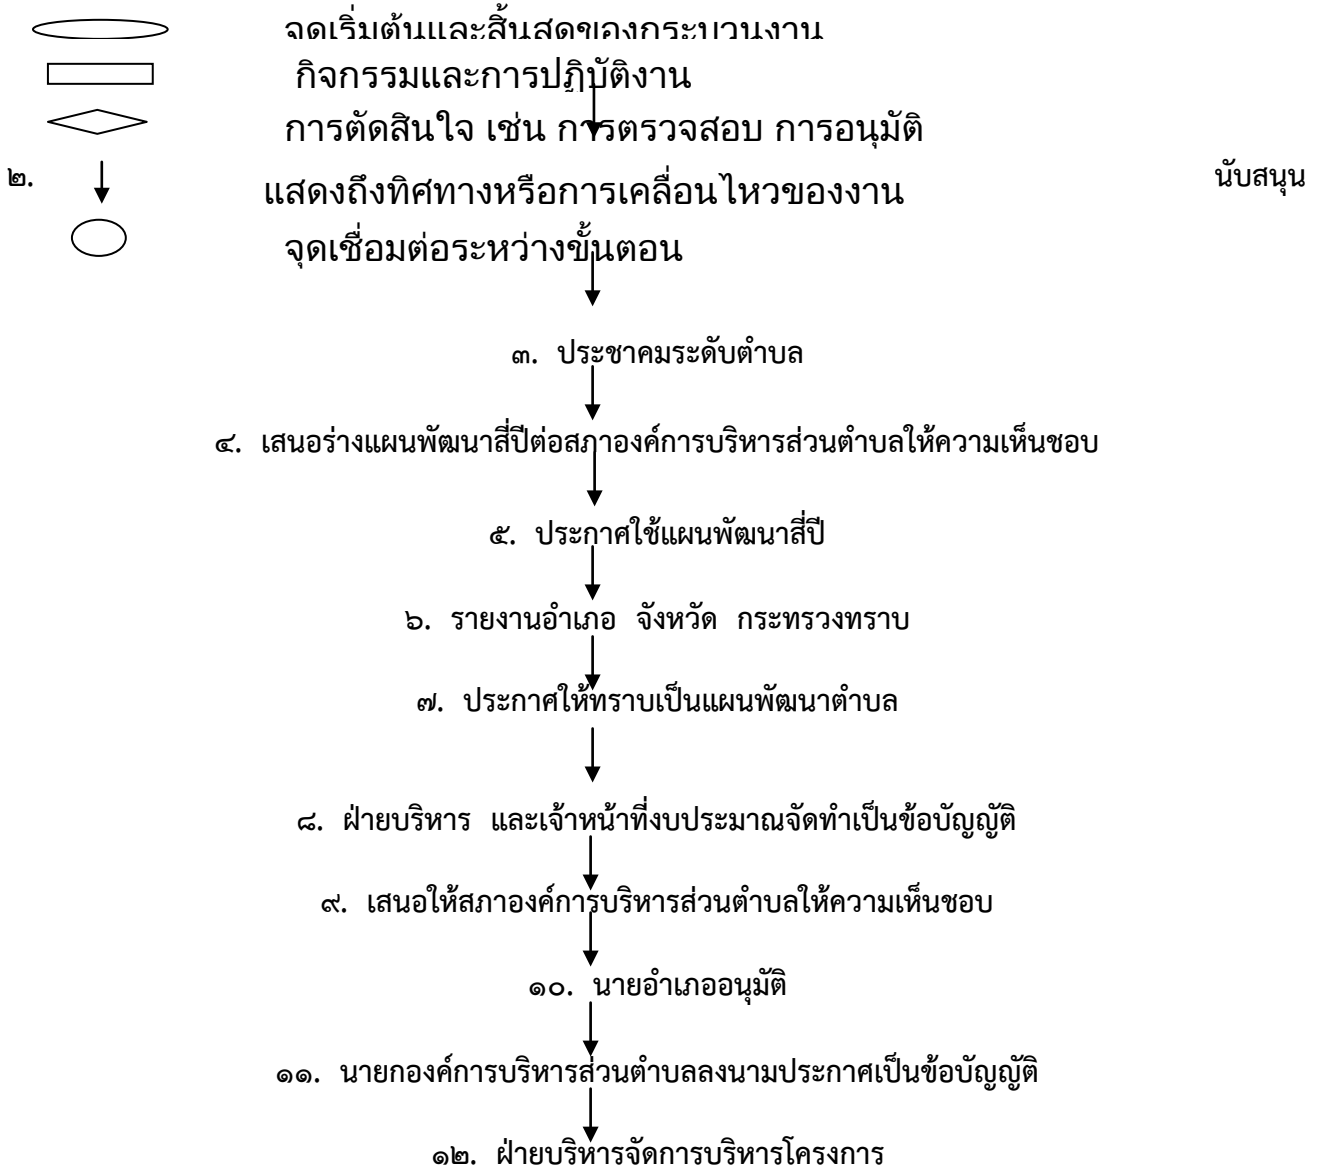 จุดเริ่มต้นและสิ้นสุดของกระบวนงาน
กิจกรรมและการปฏิบัติงาน
การตัดสินใจ เช่น การตรวจสอบ การอนุมัติ
๒. แสดงถึงทิศทางหรือการเคลื่อนไหวของงาน นับสนุน
จุดเชื่อมต่อระหว่างขั้นตอน
๓. ประชาคมระดับตำบล
๔. เสนอร่างแผนพัฒนาสี่ปีต่อสภาองค์การบริหารส่วนตำบลให้ความเห็นชอบ
๕. ประกาศใช้แผนพัฒนาสี่ปี
๖. รายงานอำเภอ จังหวัด กระทรวงทราบ
๗. ประกาศให้ทราบเป็นแผนพัฒนาตำบล
๘. ฝ่ายบริหาร และเจ้าหน้าที่งบประมาณจัดทำเป็นข้อบัญญัติ
๙. เสนอให้สภาองค์การบริหารส่วนตำบลให้ความเห็นชอบ
๑๐. นายอำเภออนุมัติ
๑๑. นายกองค์การบริหารส่วนตำบลลงนามประกาศเป็นข้อบัญญัติ
๑๒. ฝ่ายบริหารจัดการบริหารโครงการ